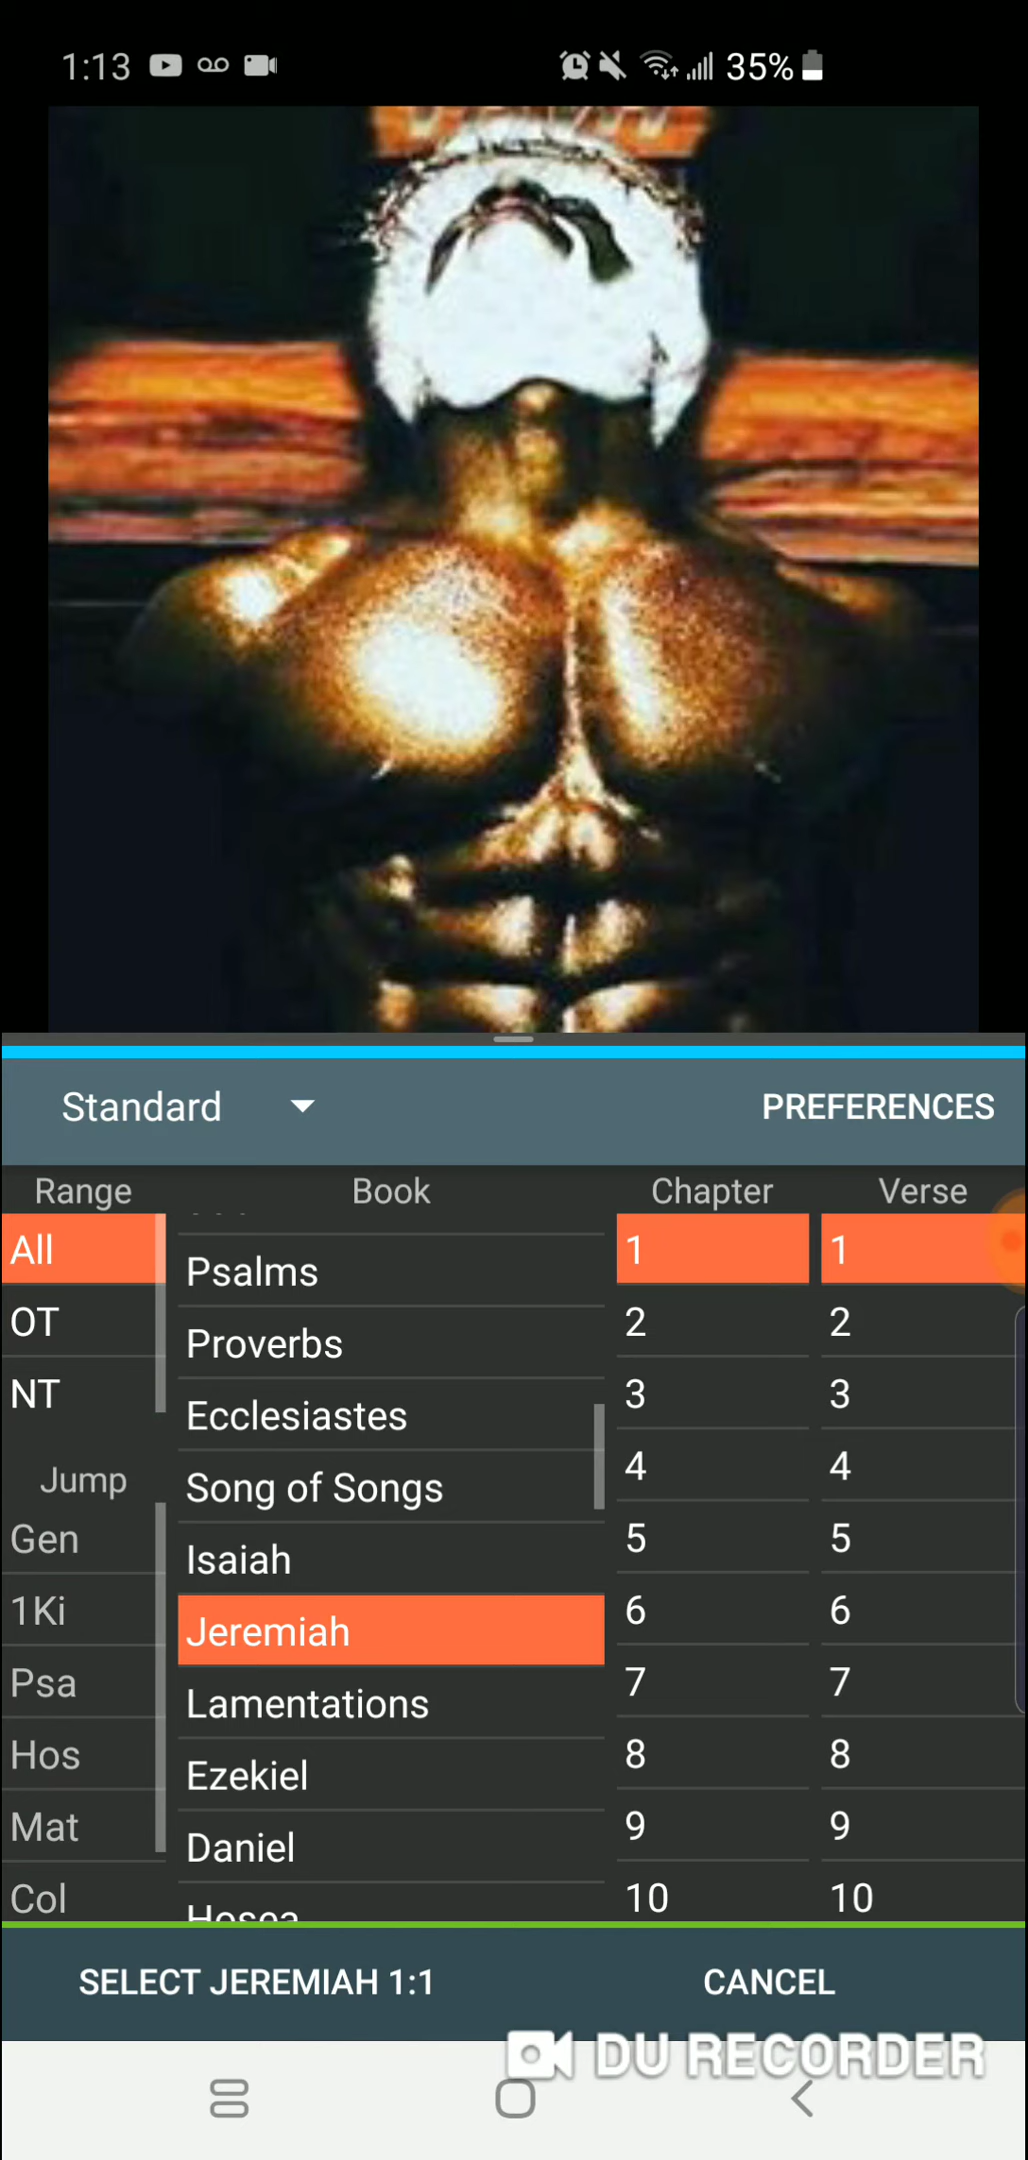 1:13 35%
Standard PREFERENCES
Range Book Chapter Verse
All
OT
NT
Jump
Gen
1Ki
Psa
Hos
Mat
Col
Psalms
Proverbs
Ecclesiastes
Song of Songs
Isaiah
Jeremiah
Lamentations
Ezekiel
Daniel
Hosea
1
2
3
4
5
6
7
8
9
10
1
2
3
4
5
6
7
8
9
10
SELECT JEREMIAH 1:1 CANCEL
DU RECORDER